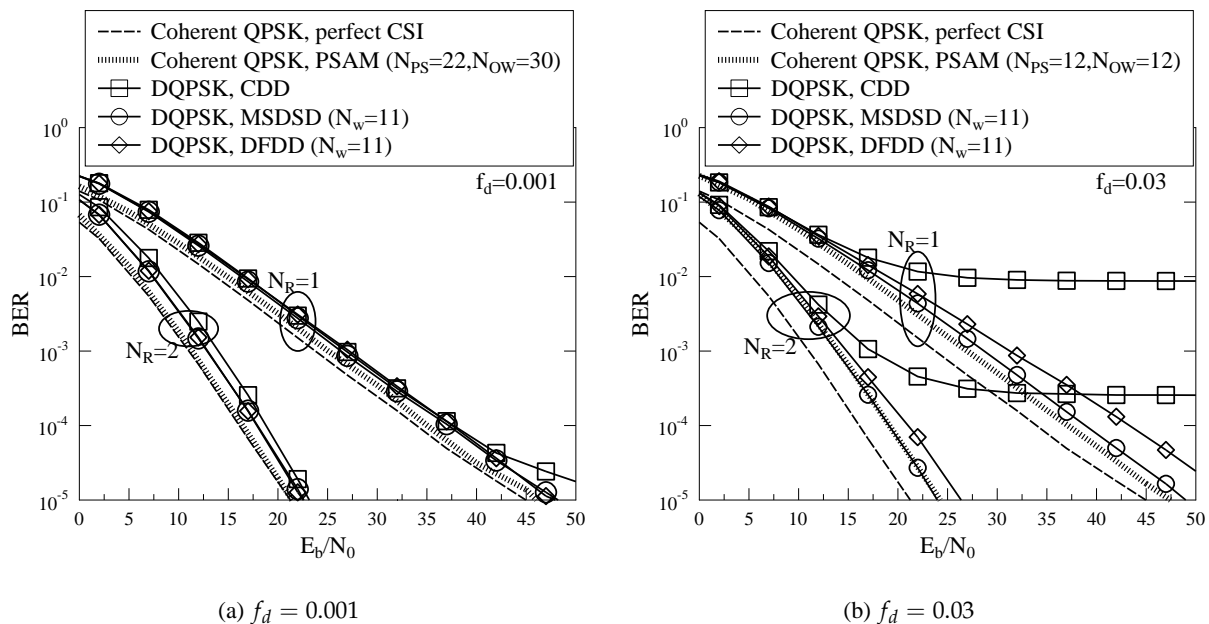 Coherent QPSK, perfect CSI
Coherent QPSK, PSAM (N_PS=22,N_OW=30)
DQPSK, CDD
DQPSK, MSDSD (N_w=11)
DQPSK, DFDD (N_w=11)
f_d=0.001
10^0
10^-1
10^-2
10^-3
10^-4
10^-5
BER
N_R=1
N_R=2
0 5 10 15 20 25 30 35 40 45 50
E_b/N_0
(a) f_d = 0.001
Coherent QPSK, perfect CSI
Coherent QPSK, PSAM (N_PS=12,N_OW=12)
DQPSK, CDD
DQPSK, MSDSD (N_w=11)
DQPSK, DFDD (N_w=11)
f_d=0.03
10^0
10^-1
10^-2
10^-3
10^-4
10^-5
BER
N_R=1
N_R=2
0 5 10 15 20 25 30 35 40 45 50
E_b/N_0
(b) f_d = 0.03